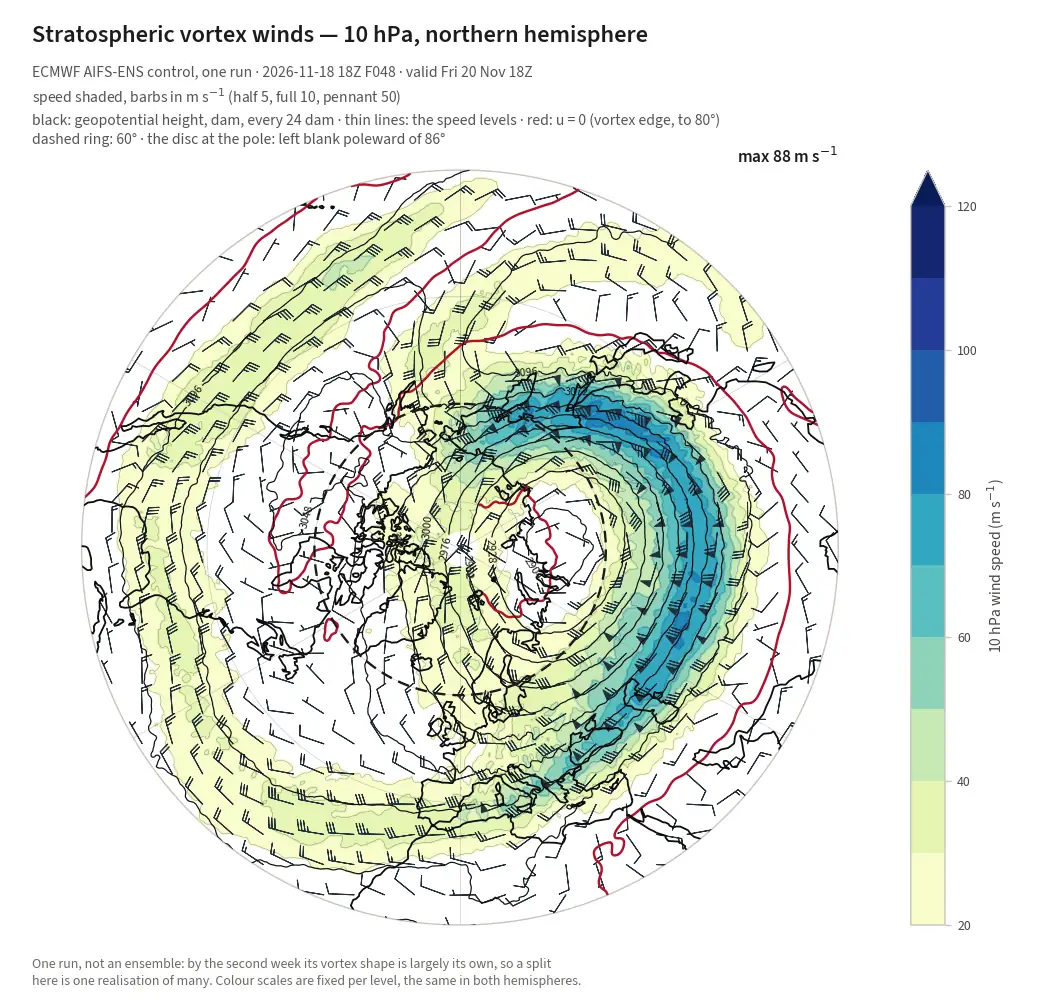 Stratospheric vortex winds — 10 hPa, northern hemisphere
ECMWF AIFS-ENS control, one run · 2026-11-18 18Z F048 · valid Fri 20 Nov 18Z
speed shaded, barbs in m s⁻¹ (half 5, full 10, pennant 50)
black: geopotential height, dam, every 24 dam · thin lines: the speed levels · red: u = 0 (vortex edge, to 80°)
dashed ring: 60° · the disc at the pole: left blank poleward of 86°
max 88 m s⁻¹
120
100
80
60
40
20
10 hPa wind speed (m s⁻¹)
3096
3048
3000
2976
One run, not an ensemble: by the second week its vortex shape is largely its own, so a split
here is one realisation of many. Colour scales are fixed per level, the same in both hemispheres.